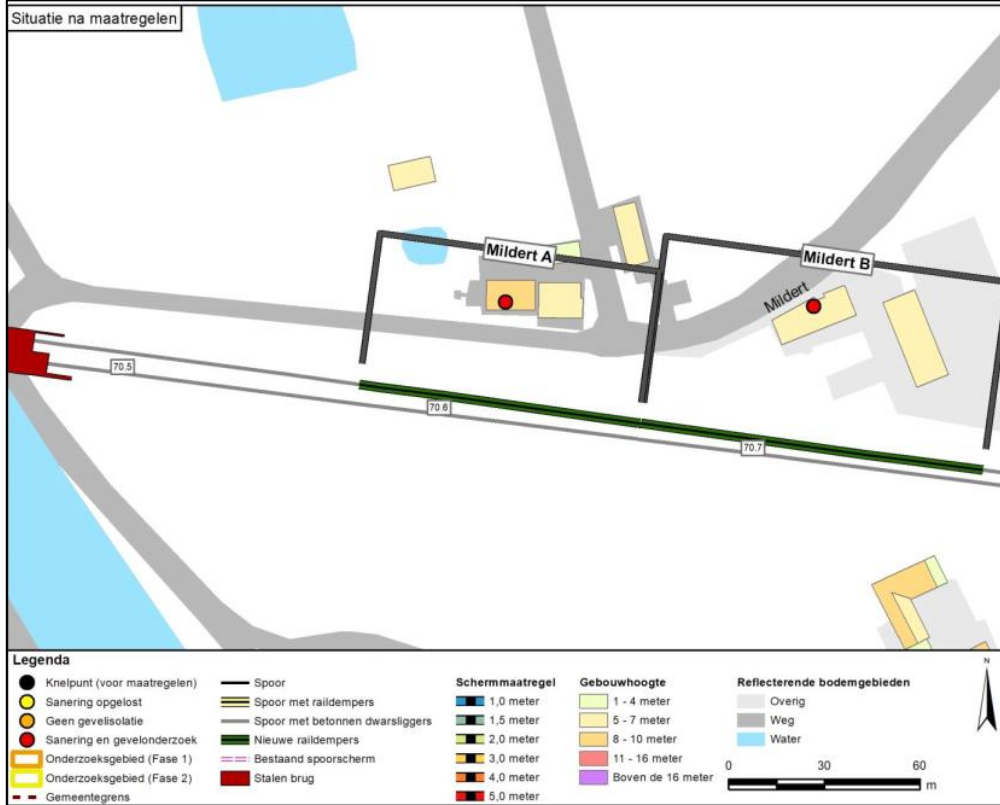 Situatie na maatregelen
Mildert A
Mildert B
Mildert
70.5
70.6
70.7
Legenda
Knelpunt (voor maatregelen)
Sanering opgelost
Geen gevelisolatie
Sanering en gevelonderzoek
Onderzoeksgebied (Fase 1)
Onderzoeksgebied (Fase 2)
Gemeentegrens
Spoor
Spoor met raildempers
Spoor met betonnen dwarsliggers
Nieuwe raildempers
Bestaand spoorscherm
Stalen brug
Schermmaatregel
1,0 meter
1,5 meter
2,0 meter
3,0 meter
4,0 meter
5,0 meter
Gebouwhoogte
1 - 4 meter
5 - 7 meter
8 - 10 meter
11 - 16 meter
Boven de 16 meter
Reflecterende bodemgebieden
Overig
Weg
Water
N
0 30 60
m